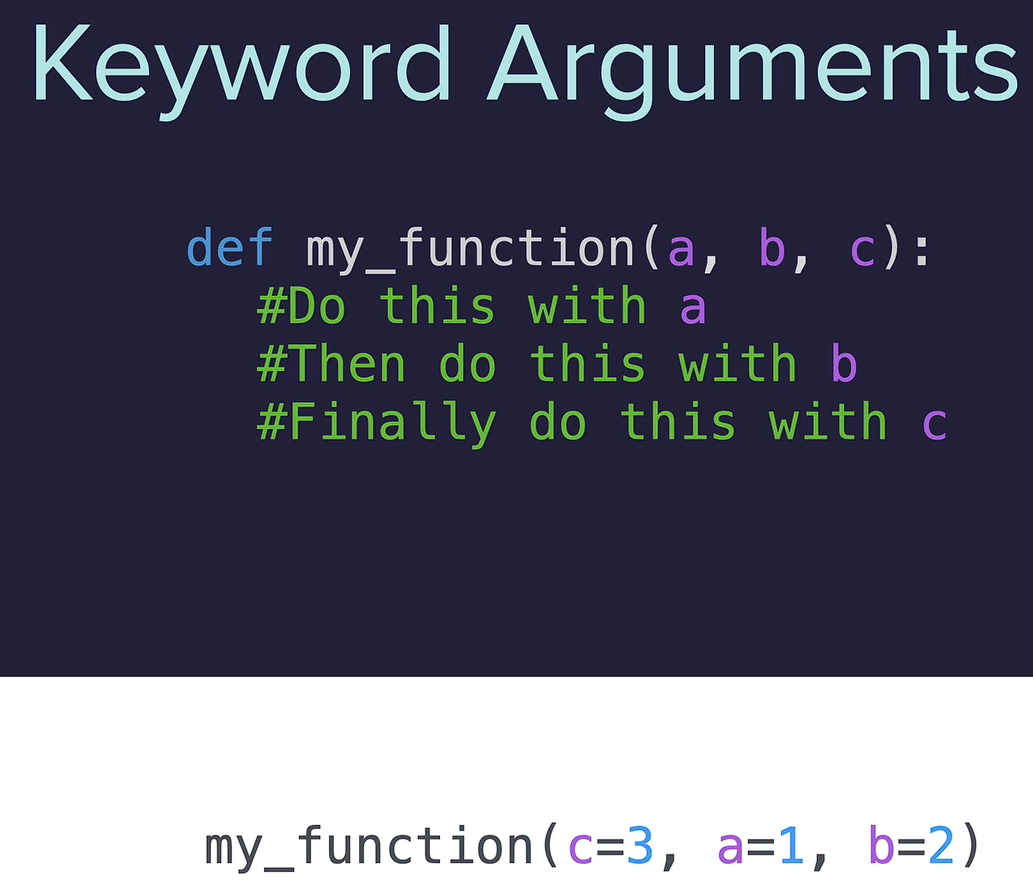 Keyword Arguments
def my_function(a, b, c):
#Do this with a
#Then do this with b
#Finally do this with c
my_function(c=3, a=1, b=2)